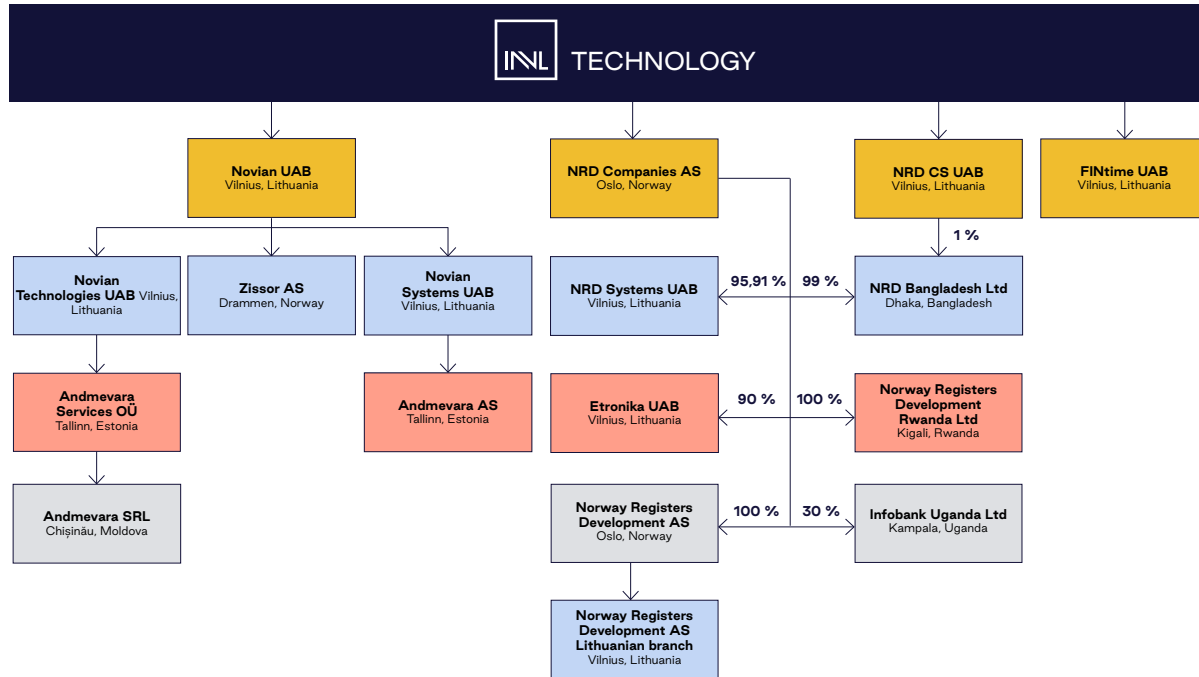 INVL TECHNOLOGY
Novian UAB
Vilnius, Lithuania
NRD Companies AS
Oslo, Norway
NRD CS UAB
Vilnius, Lithuania
FINtime UAB
Vilnius, Lithuania
1 %
Novian
Technologies UAB Vilnius,
Lithuania
Zissor AS
Drammen, Norway
Novian
Systems UAB
Vilnius, Lithuania
NRD Systems UAB
Vilnius, Lithuania
95,91 %
99 %
NRD Bangladesh Ltd
Dhaka, Bangladesh
Andmevara
Services OÜ
Tallinn, Estonia
Andmevara AS
Tallinn, Estonia
Etronika UAB
Vilnius, Lithuania
90 %
100 %
Norway Registers
Development
Rwanda Ltd
Kigali, Rwanda
Andmevara SRL
Chișinău, Moldova
Norway Registers
Development AS
Oslo, Norway
100 %
30 %
Infobank Uganda Ltd
Kampala, Uganda
Norway Registers
Development AS
Lithuanian branch
Vilnius, Lithuania